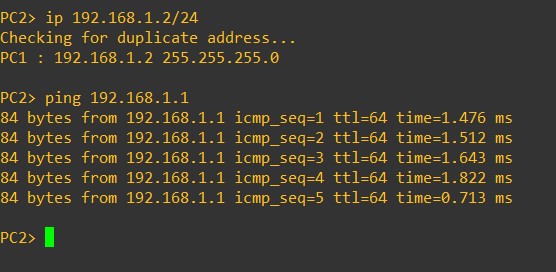 PC2> ip 192.168.1.2/24
Checking for duplicate address...
PC1 : 192.168.1.2 255.255.255.0
PC2> ping 192.168.1.1
84 bytes from 192.168.1.1 icmp_seq=1 ttl=64 time=1.476 ms
84 bytes from 192.168.1.1 icmp_seq=2 ttl=64 time=1.512 ms
84 bytes from 192.168.1.1 icmp_seq=3 ttl=64 time=1.643 ms
84 bytes from 192.168.1.1 icmp_seq=4 ttl=64 time=1.822 ms
84 bytes from 192.168.1.1 icmp_seq=5 ttl=64 time=0.713 ms
PC2>